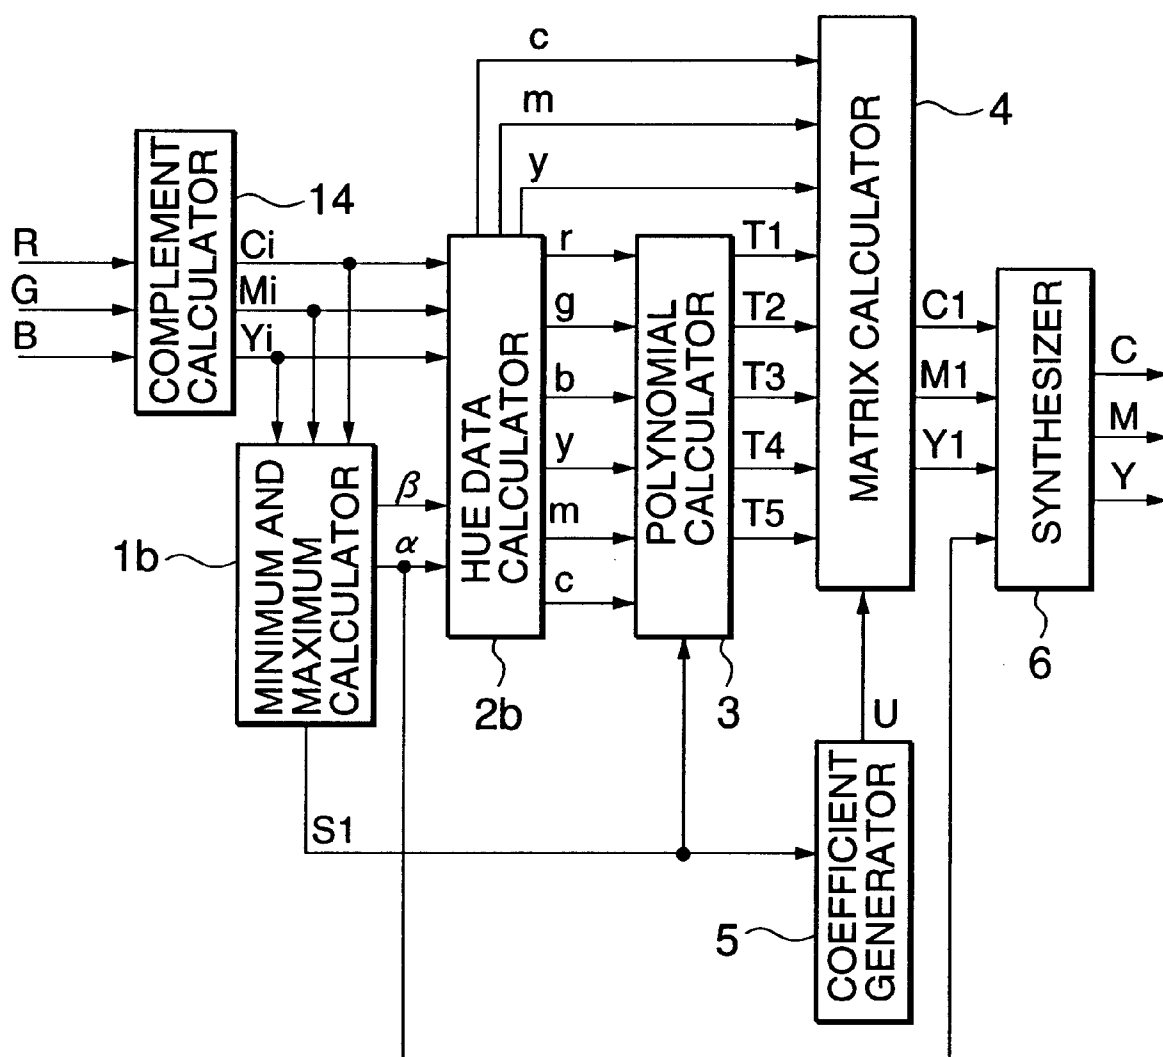 c
m
4
y
COMPLEMENT
CALCULATOR
14
R
G
B
Ci
Mi
Yi
HUE DATA
CALCULATOR
r
g
b
y
m
c
2b
POLYNOMIAL
CALCULATOR
3
T1
T2
T3
T4
T5
MATRIX CALCULATOR
C1
M1
Y1
SYNTHESIZER
6
C
M
Y
MINIMUM AND
MAXIMUM
CALCULATOR
1b
β
α
S1
U
COEFFICIENT
GENERATOR
5